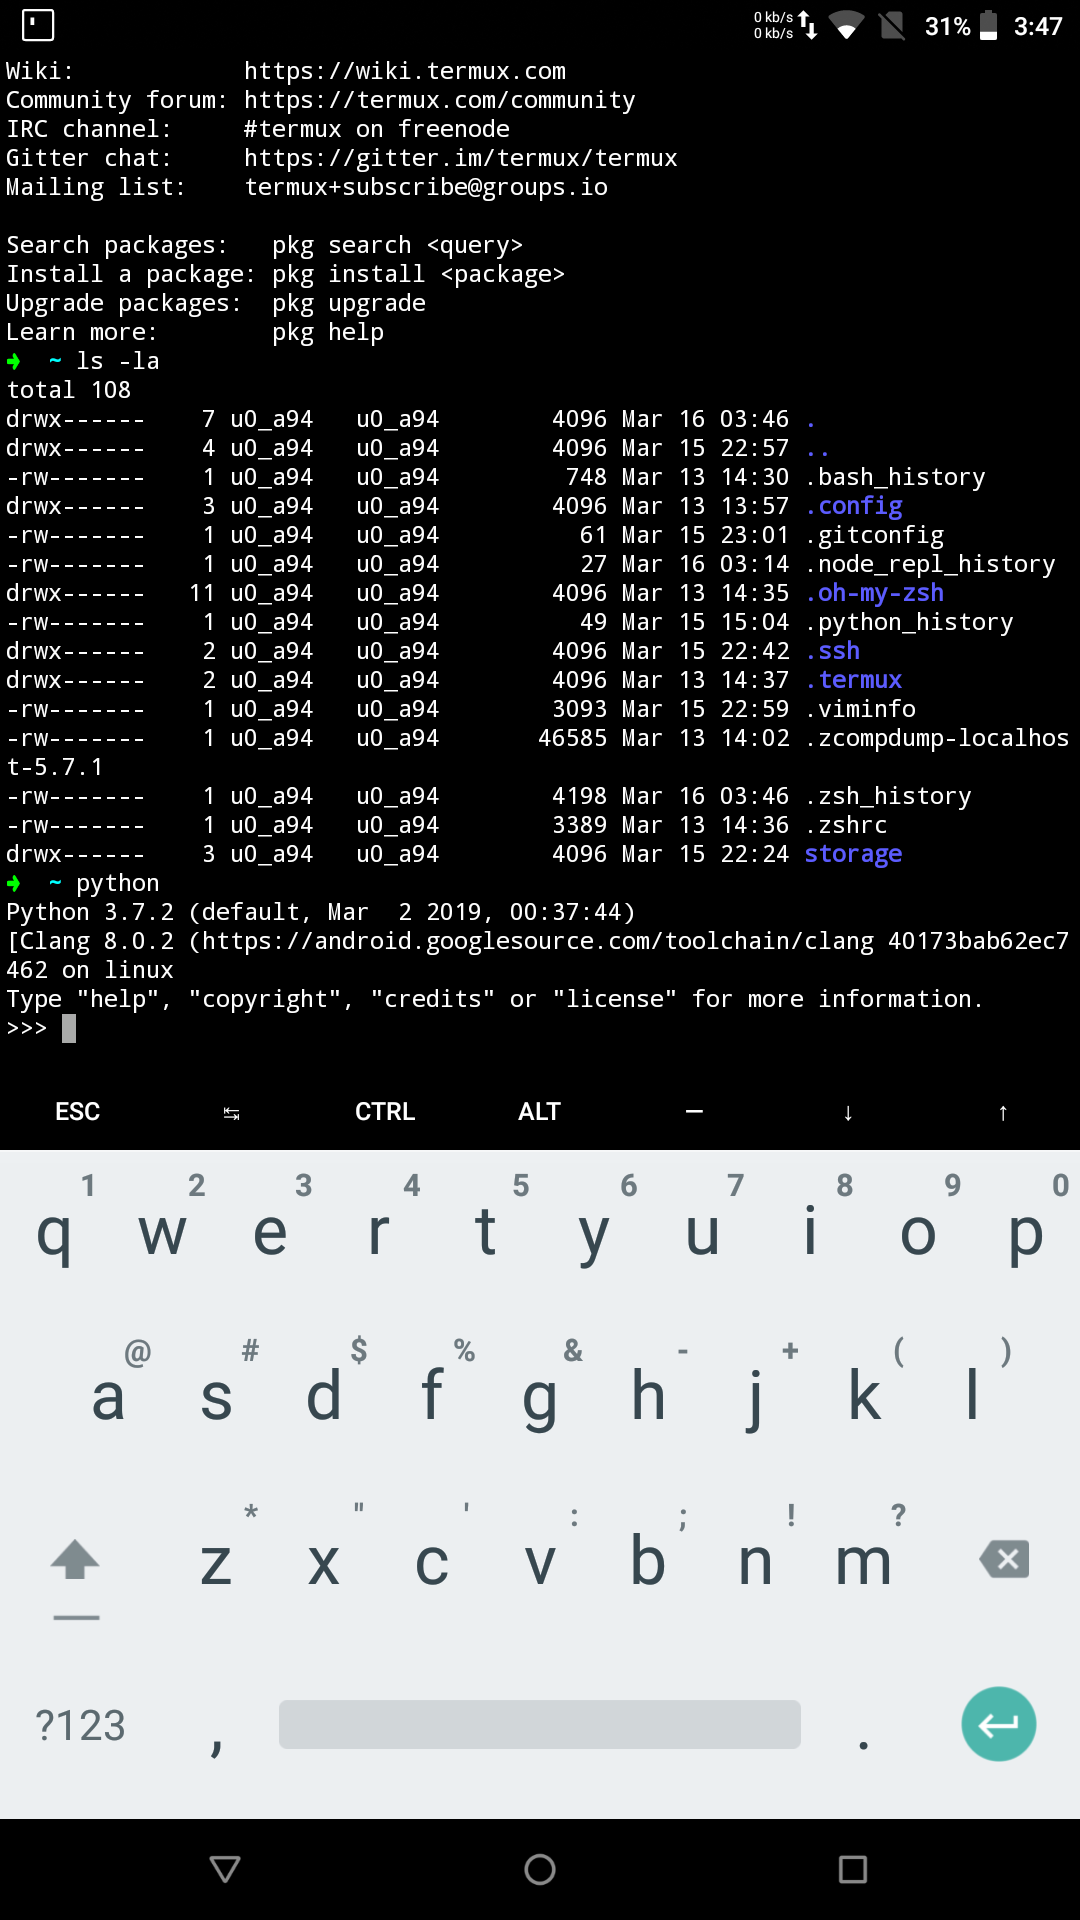 0 kb/s
0 kb/s
31%
3:47
Wiki:            https://wiki.termux.com
Community forum: https://termux.com/community
IRC channel:     #termux on freenode
Gitter chat:     https://gitter.im/termux/termux
Mailing list:    termux+subscribe@groups.io
Search packages:   pkg search <query>
Install a package: pkg install <package>
Upgrade packages:  pkg upgrade
Learn more:        pkg help
➜  ~ ls -la
total 108
drwx------    7 u0_a94   u0_a94        4096 Mar 16 03:46 .
drwx------    4 u0_a94   u0_a94        4096 Mar 15 22:57 ..
-rw-------    1 u0_a94   u0_a94         748 Mar 13 14:30 .bash_history
drwx------    3 u0_a94   u0_a94        4096 Mar 13 13:57 .config
-rw-------    1 u0_a94   u0_a94          61 Mar 15 23:01 .gitconfig
-rw-------    1 u0_a94   u0_a94          27 Mar 16 03:14 .node_repl_history
drwx------   11 u0_a94   u0_a94        4096 Mar 13 14:35 .oh-my-zsh
-rw-------    1 u0_a94   u0_a94          49 Mar 15 15:04 .python_history
drwx------    2 u0_a94   u0_a94        4096 Mar 15 22:42 .ssh
drwx------    2 u0_a94   u0_a94        4096 Mar 13 14:37 .termux
-rw-------    1 u0_a94   u0_a94        3093 Mar 15 22:59 .viminfo
-rw-------    1 u0_a94   u0_a94       46585 Mar 13 14:02 .zcompdump-localhos
t-5.7.1
-rw-------    1 u0_a94   u0_a94        4198 Mar 16 03:46 .zsh_history
-rw-------    1 u0_a94   u0_a94        3389 Mar 13 14:36 .zshrc
drwx------    3 u0_a94   u0_a94        4096 Mar 15 22:24 storage
➜  ~ python
Python 3.7.2 (default, Mar  2 2019, 00:37:44)
[Clang 8.0.2 (https://android.googlesource.com/toolchain/clang 40173bab62ec7
462 on linux
Type "help", "copyright", "credits" or "license" for more information.
>>>
ESC ↹ CTRL ALT — ↓ ↑
1 2 3 4 5 6 7 8 9 0
q w e r t y u i o p
@ # $ % & - + ( )
a s d f g h j k l
* " ' : ; ! ?
z x c v b n m
?123 , .